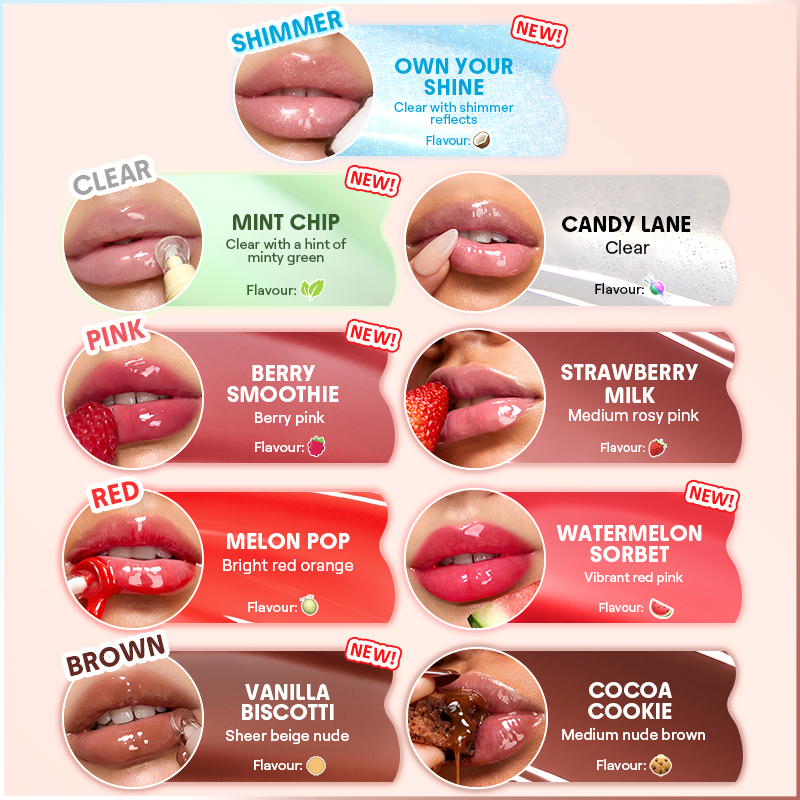 SHIMMER
NEW!
OWN YOUR
SHINE
Clear with shimmer
reflects
Flavour:
CLEAR
NEW!
MINT CHIP
Clear with a hint of
minty green
Flavour:
CANDY LANE
Clear
Flavour:
PINK
NEW!
BERRY
SMOOTHIE
Berry pink
Flavour:
STRAWBERRY
MILK
Medium rosy pink
Flavour:
RED
MELON POP
Bright red orange
Flavour:
NEW!
WATERMELON
SORBET
Vibrant red pink
Flavour:
BROWN
NEW!
VANILLA
BISCOTTI
Sheer beige nude
Flavour:
COCOA
COOKIE
Medium nude brown
Flavour: